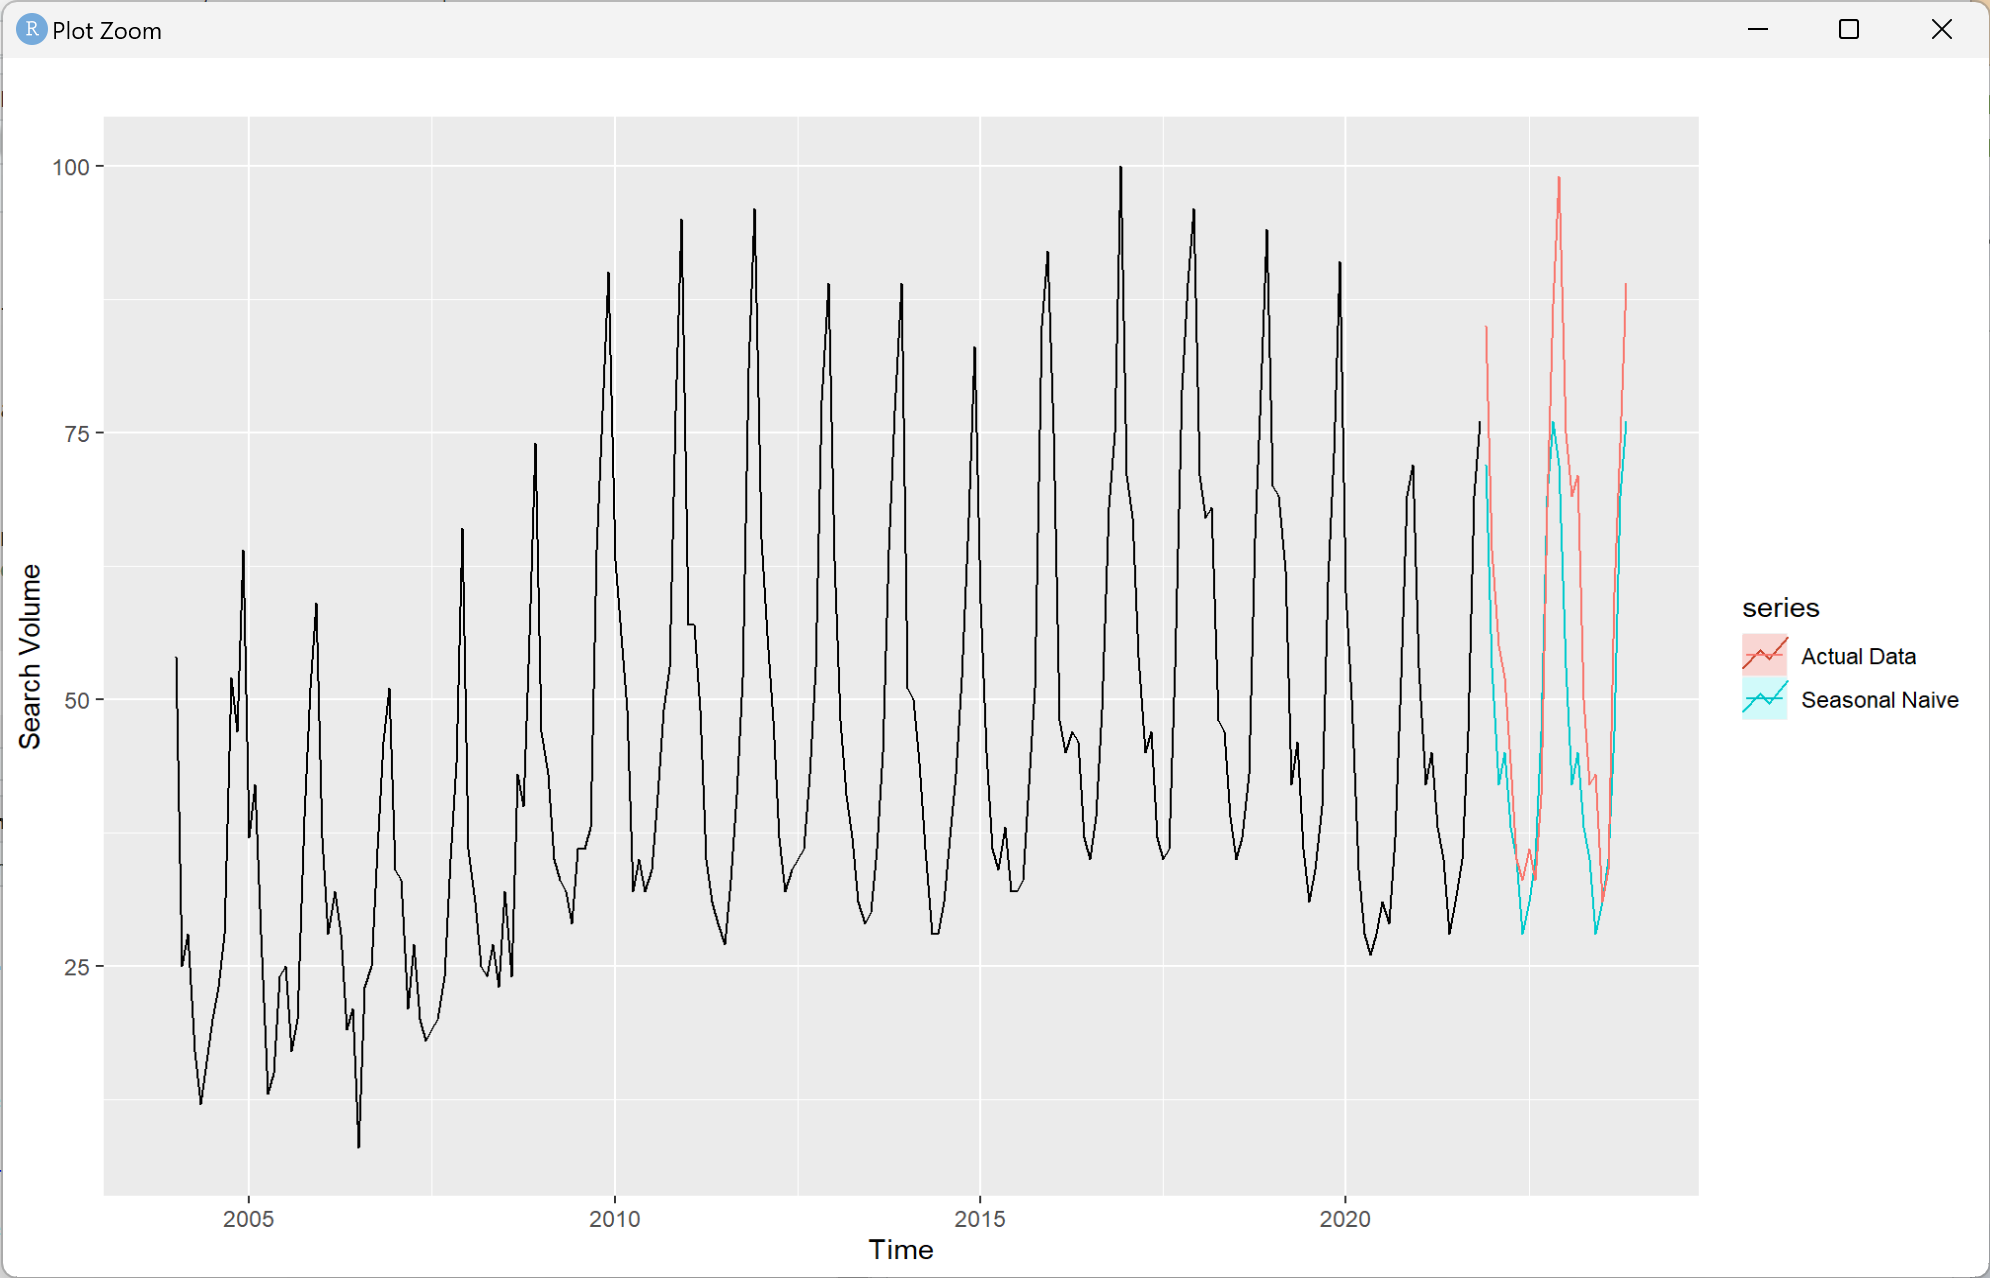 R Plot Zoom
100
75
50
25
Search Volume
2005 2010 2015 2020
Time
series
Actual Data
Seasonal Naive